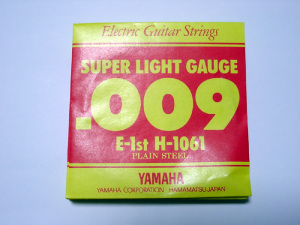 Electric Guitar Strings
SUPER LIGHT GAUGE
.009
E-1st H-1061
PLAIN STEEL
YAMAHA
YAMAHA CORPORATION HAMAMATSU•JAPAN